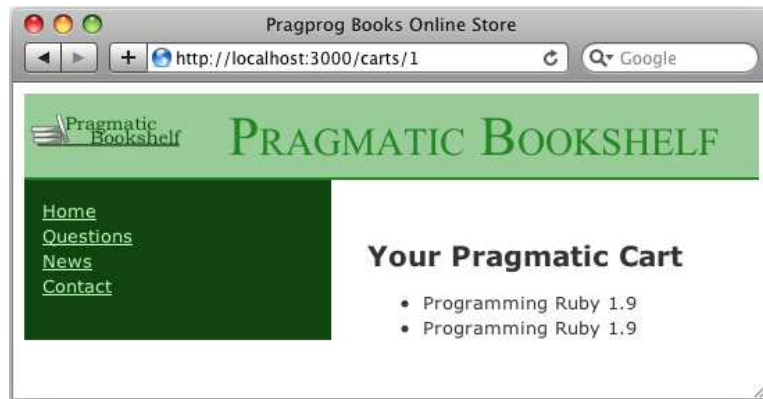 Pragprog Books Online Store
http://localhost:3000/carts/1
Google
Pragmatic
Bookshelf
PRAGMATIC BOOKSHELF
Home
Questions
News
Contact
Your Pragmatic Cart
• Programming Ruby 1.9
• Programming Ruby 1.9